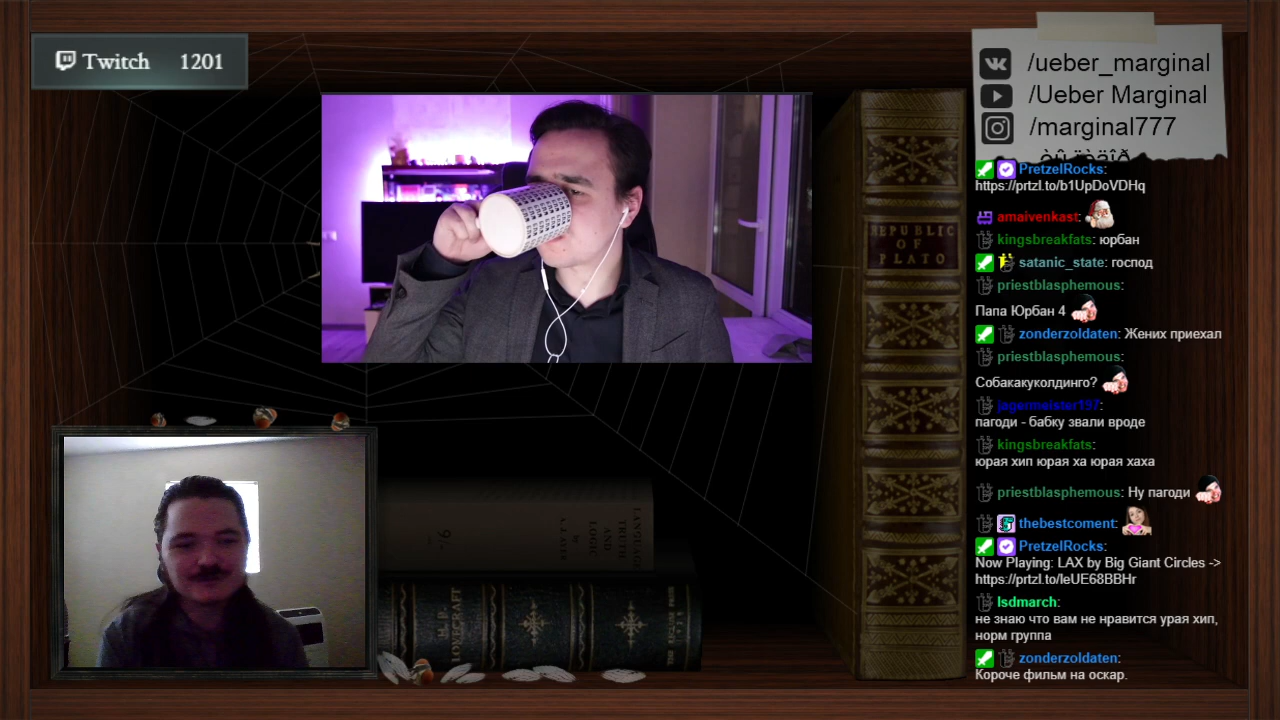 Twitch 1201
/ueber_marginal
/Ueber Marginal
/marginal777
PretzelRocks:
https://prtzl.to/b1UpDoVDHq
amaivenkast:
kingsbreakfats: юрбан
satanic_state: господ
priestblasphemous:
Папа Юрбан 4
zonderzoldaten: Жених приехал
priestblasphemous:
Собакакуколдинго?
jagermeister197:
пагоди - бабку звали вроде
kingsbreakfats:
юрая хип юрая ха юрая хаха
priestblasphemous: Ну пагоди
thebestcoment:
PretzelRocks:
Now Playing: LAX by Big Giant Circles ->
https://prtzl.to/leUE68BBHr
lsdmarch:
не знаю что вам не нравится урая хип,
норм группа
zonderzoldaten:
Короче фильм на оскар.
REPUBLIC
OF
PLATO
LANGUAGE
TRUTH
AND
LOGIC
by
A. J. AYER
H. P.
LOVECRAFT